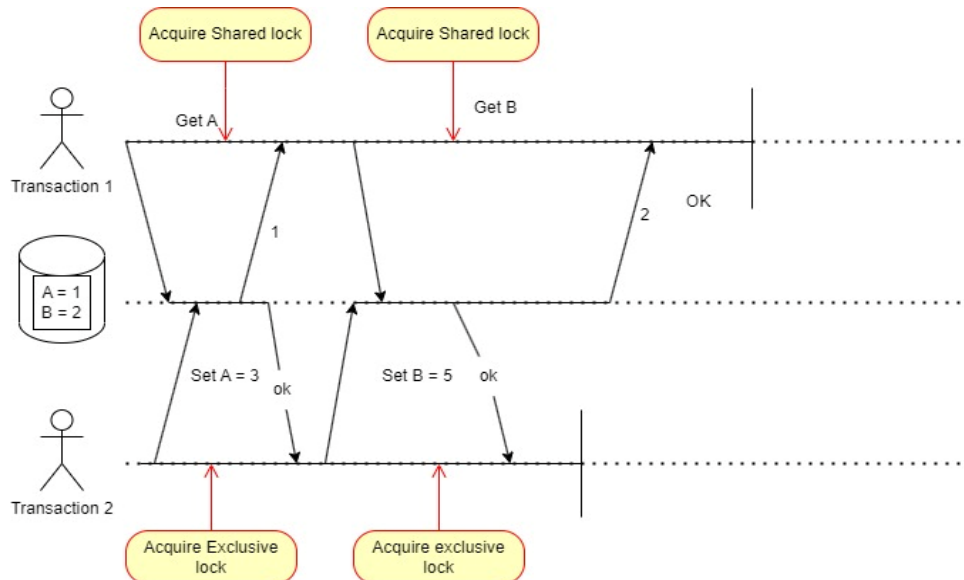 Acquire Shared lock
Acquire Shared lock
Get A
Get B
Transaction 1
1
2
OK
A = 1
B = 2
Set A = 3
ok
Set B = 5
ok
Transaction 2
Acquire Exclusive
lock
Acquire exclusive
lock